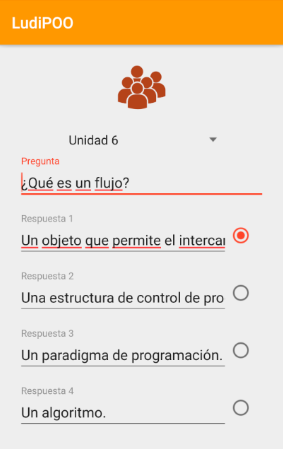 LudiPOO
Unidad 6
Pregunta
¿Qué es un flujo?
Respuesta 1
Un objeto que permite el intercar
Respuesta 2
Una estructura de control de pro
Respuesta 3
Un paradigma de programación.
Respuesta 4
Un algoritmo.